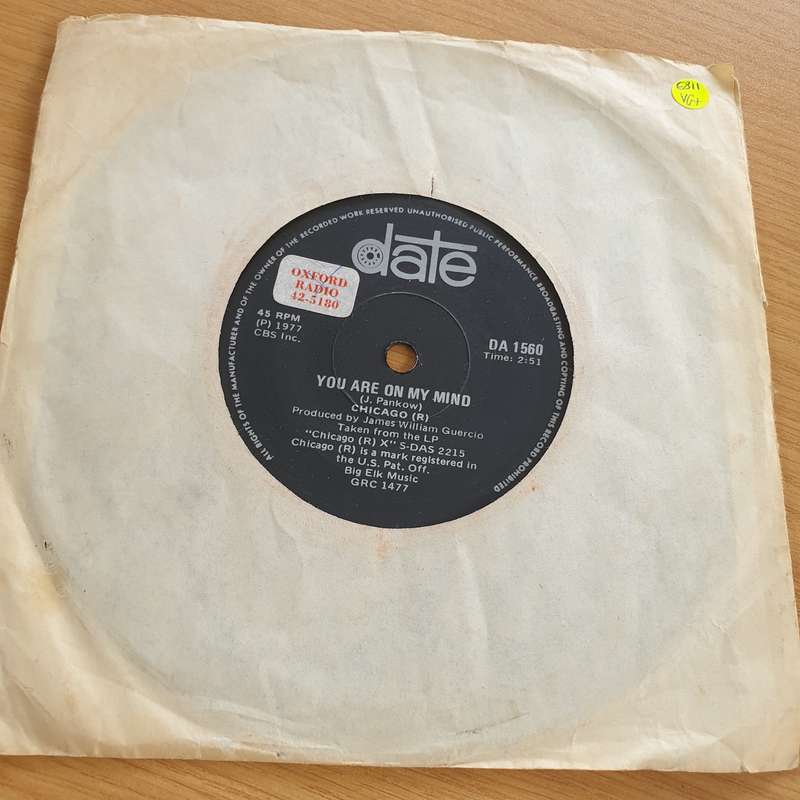 6811
VG+
ALL RIGHTS OF THE MANUFACTURER AND OF THE OWNER OF THE RECORDED WORK RESERVED UNAUTHORISED PUBLIC PERFORMANCE BROADCASTING AND COPYING OF THIS RECORD PROHIBITED
date
OXFORD
RADIO
42-5180
45 RPM
(P) 1977
CBS Inc.
DA 1560
Time: 2:51
YOU ARE ON MY MIND
(J. Pankow)
CHICAGO (R)
Produced by James William Guercio
Taken from the LP
"Chicago (R) X" S-DAS 2215
Chicago (R) is a mark registered in
the U.S. Pat. Off.
Big Elk Music
GRC 1477